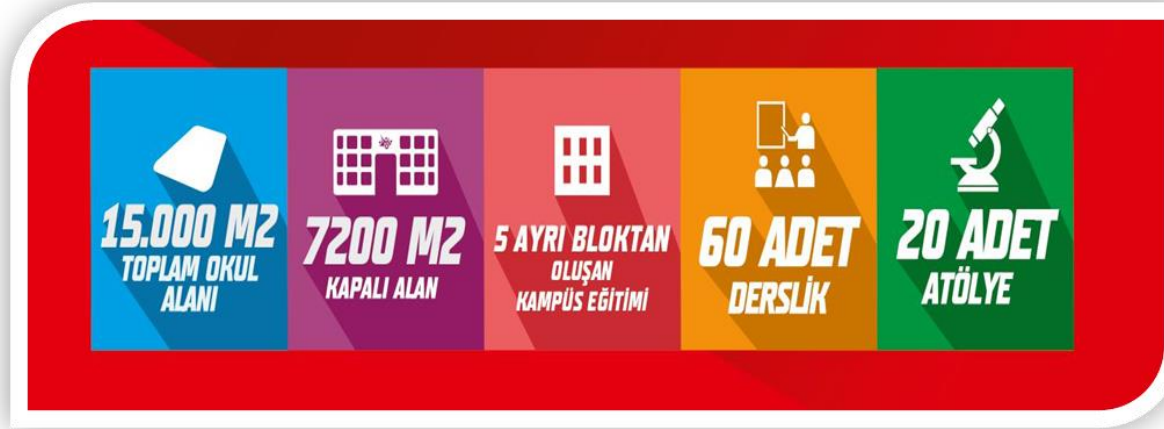 15.000 M2
TOPLAM OKUL
ALANI
7200 M2
KAPALI ALAN
5 AYRI BLOKTAN
OLUŞAN
KAMPÜS EĞİTİMİ
60 ADET
DERSLİK
20 ADET
ATÖLYE